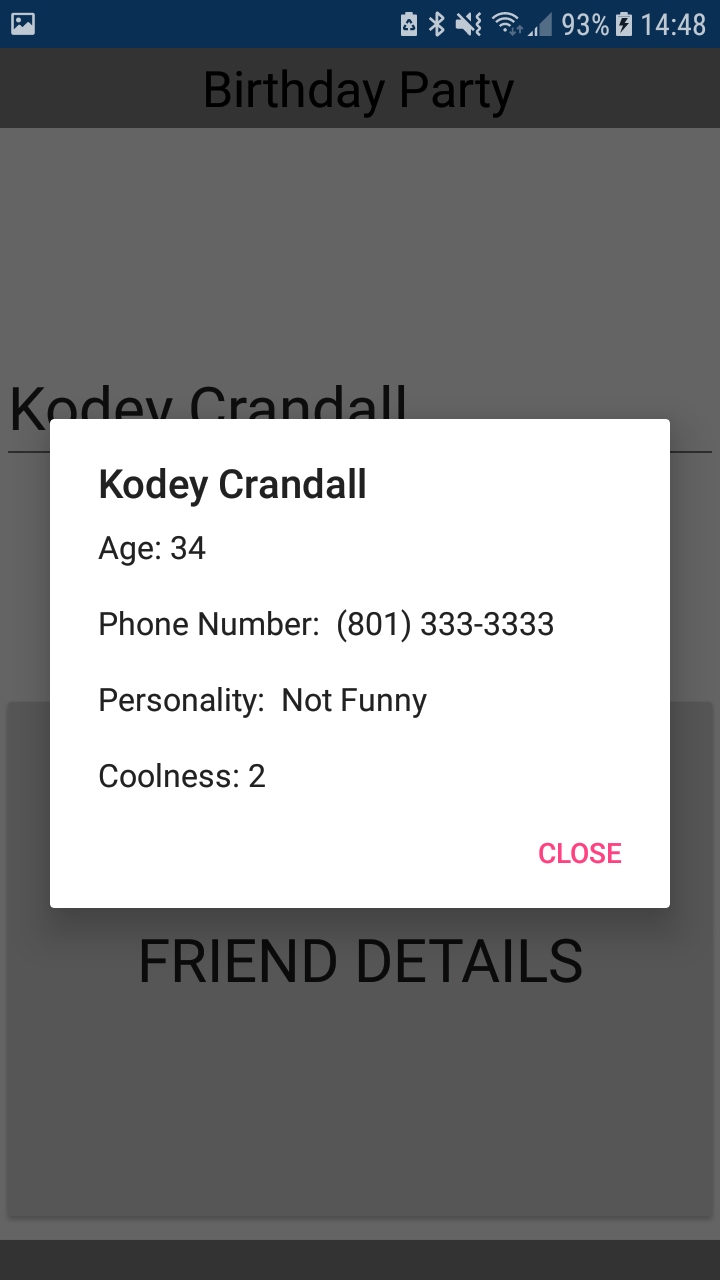 93% 14:48
Birthday Party
Kodey Crandall
Kodey Crandall
Age: 34
Phone Number:  (801) 333-3333
Personality:  Not Funny
Coolness: 2
CLOSE
FRIEND DETAILS